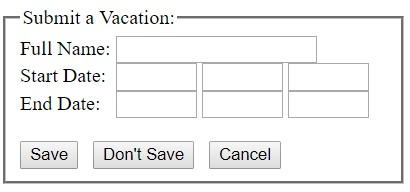 Submit a Vacation:
Full Name:
Start Date:
End Date:
Save Don't Save Cancel